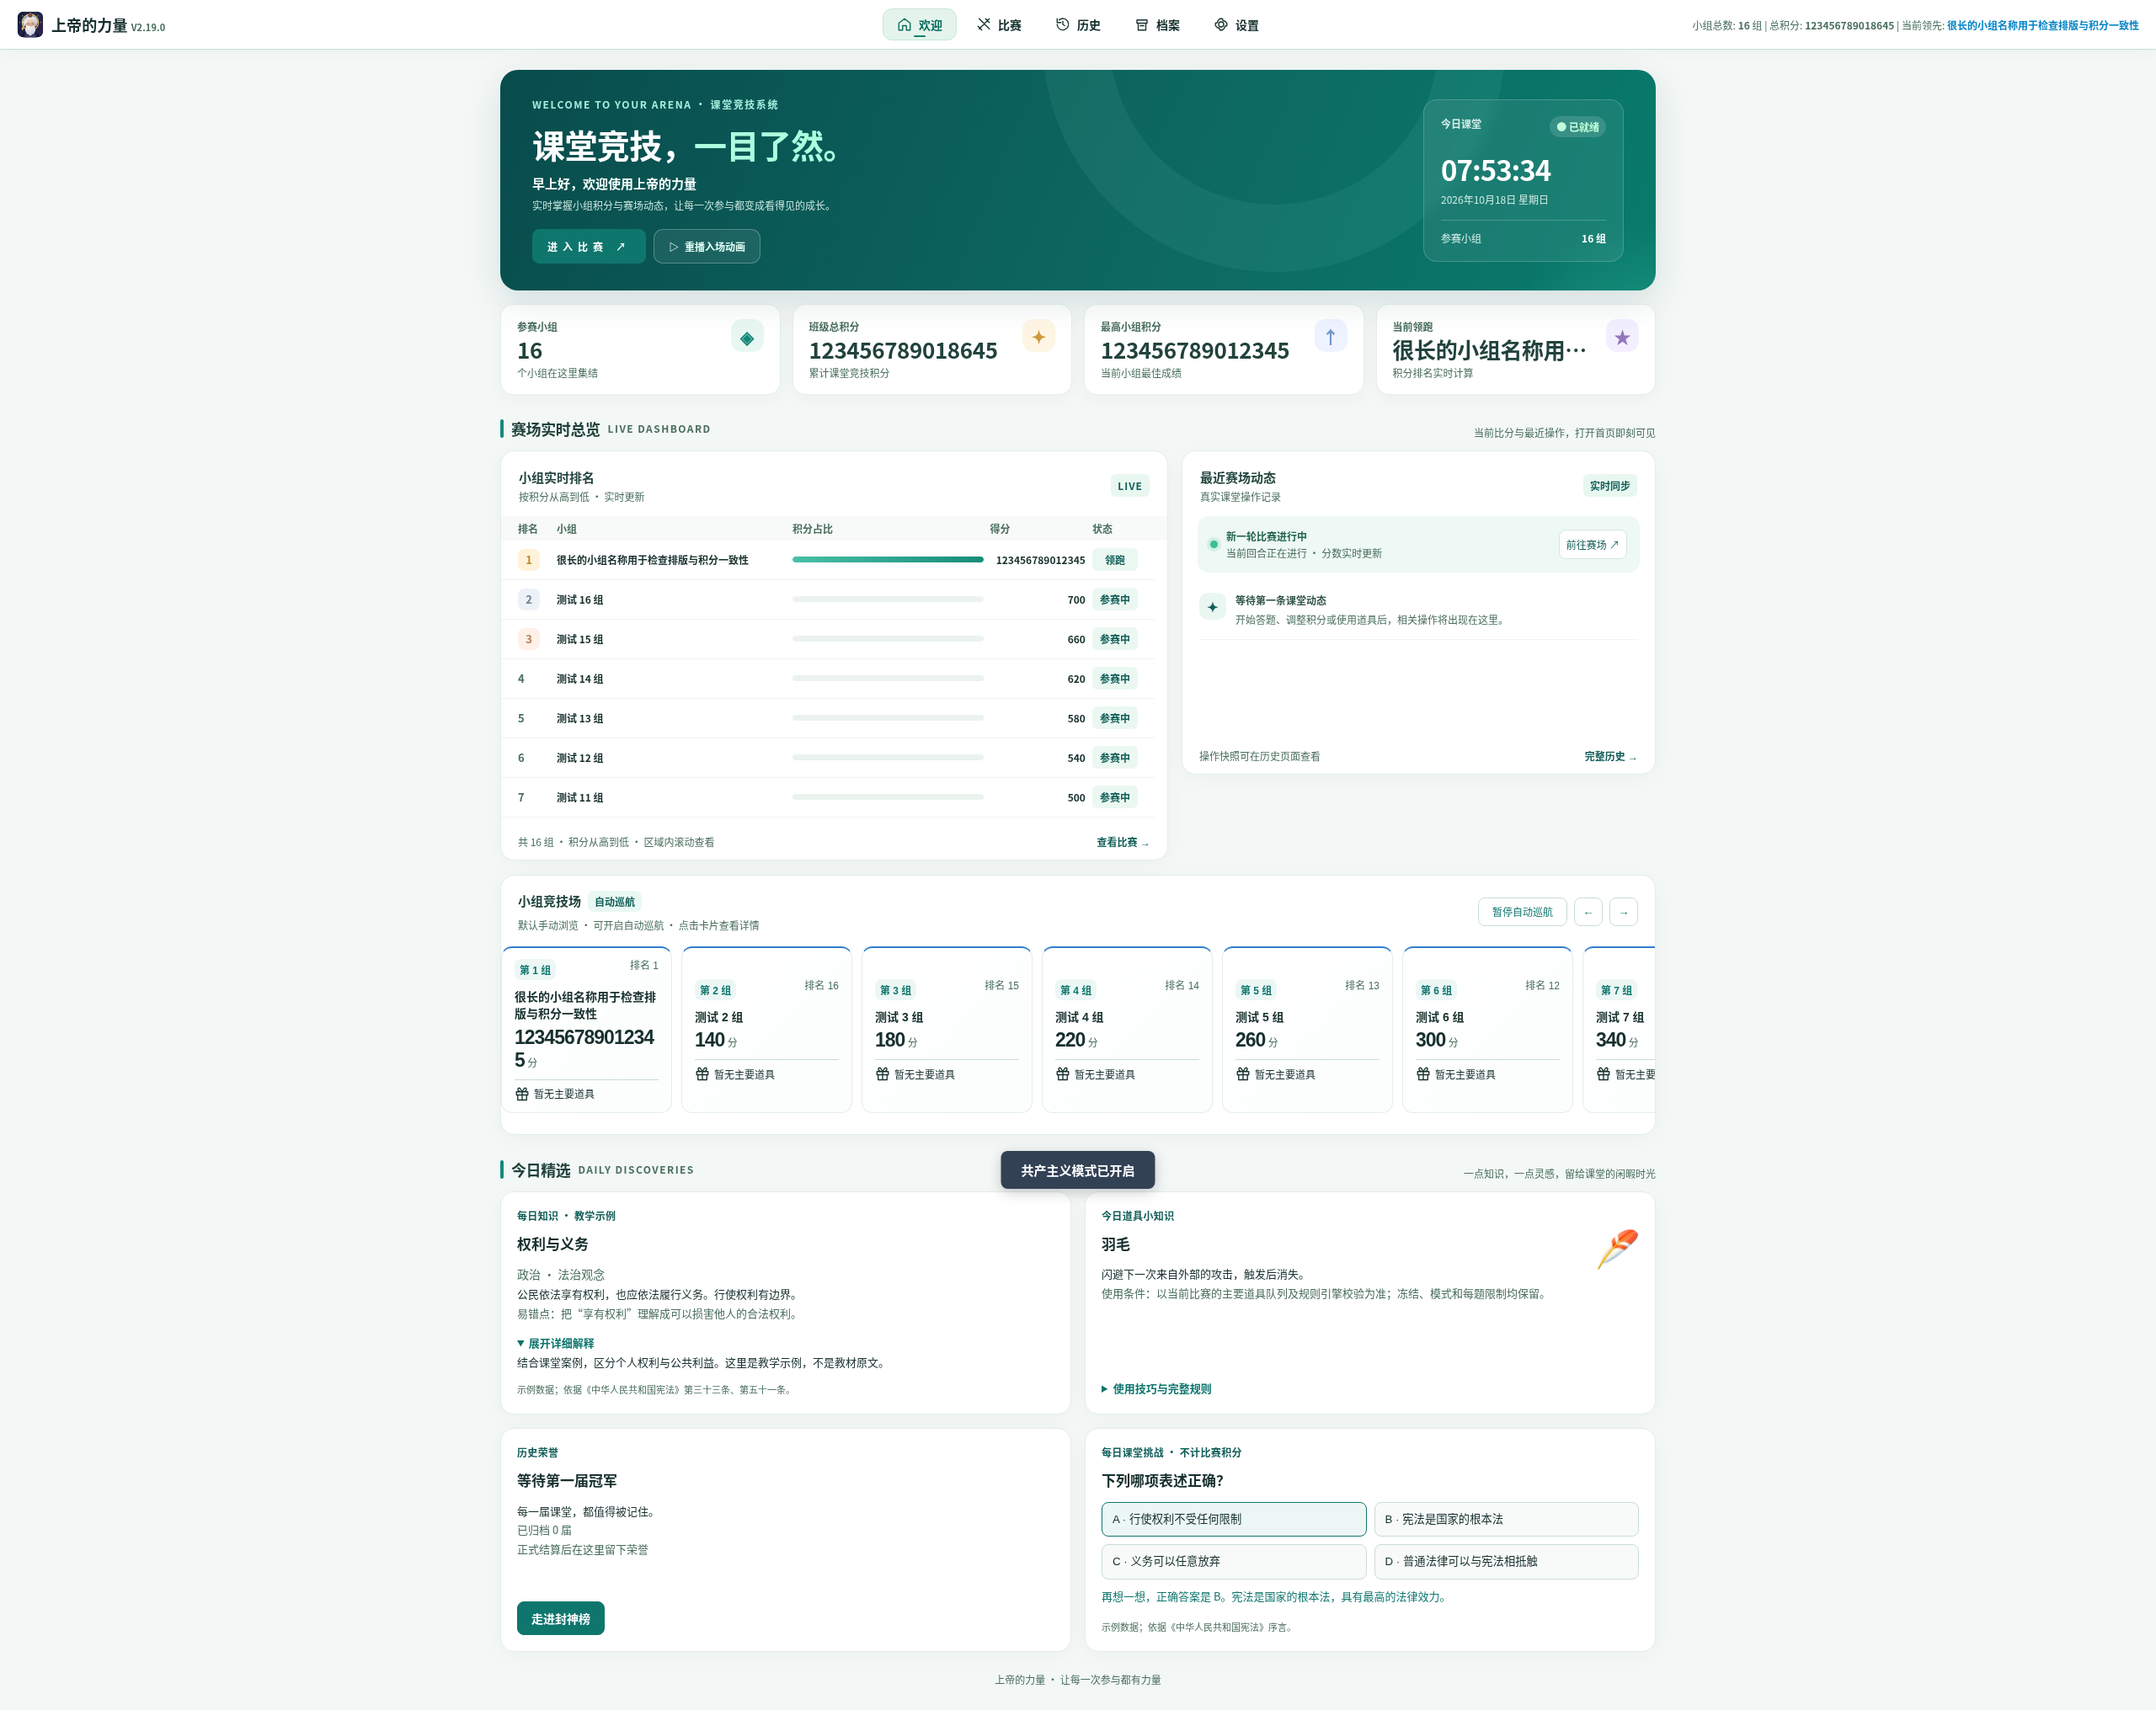 上帝的力量 V2.19.0
欢迎
比赛
历史
档案
设置
小组总数: 16 组 | 总积分: 123456789018645 | 当前领先: 很长的小组名称用于检查排版与积分一致性
WELCOME TO YOUR ARENA · 课堂竞技系统
课堂竞技，一目了然。
早上好，欢迎使用上帝的力量
实时掌握小组积分与赛场动态，让每一次参与都变成看得见的成长。
进入比赛 ↗
▷ 重播入场动画
今日课堂
已就绪
07:53:34
2026年10月18日 星期日
参赛小组
16 组
参赛小组
16
个小组在这里集结
班级总积分
123456789018645
累计课堂竞技积分
最高小组积分
123456789012345
当前小组最佳成绩
当前领跑
很长的小组名称用…
积分排名实时计算
赛场实时总览 LIVE DASHBOARD
当前比分与最近操作，打开首页即刻可见
小组实时排名
按积分从高到低 · 实时更新
LIVE
排名 小组 积分占比 得分 状态
1 很长的小组名称用于检查排版与积分一致性 123456789012345 领跑
2 测试 16 组 700 参赛中
3 测试 15 组 660 参赛中
4 测试 14 组 620 参赛中
5 测试 13 组 580 参赛中
6 测试 12 组 540 参赛中
7 测试 11 组 500 参赛中
共 16 组 · 积分从高到低 · 区域内滚动查看
查看比赛 →
最近赛场动态
真实课堂操作记录
实时同步
新一轮比赛进行中
当前回合正在进行 · 分数实时更新
前往赛场 ↗
等待第一条课堂动态
开始答题、调整积分或使用道具后，相关操作将出现在这里。
操作快照可在历史页面查看
完整历史 →
小组竞技场 自动巡航
默认手动浏览 · 可开启自动巡航 · 点击卡片查看详情
暂停自动巡航
←
→
第 1 组 排名 1
很长的小组名称用于检查排
版与积分一致性
12345678901234
5 分
暂无主要道具
第 2 组 排名 16
测试 2 组
140 分
暂无主要道具
第 3 组 排名 15
测试 3 组
180 分
暂无主要道具
第 4 组 排名 14
测试 4 组
220 分
暂无主要道具
第 5 组 排名 13
测试 5 组
260 分
暂无主要道具
第 6 组 排名 12
测试 6 组
300 分
暂无主要道具
第 7 组
测试 7 组
340 分
暂无主要
今日精选 DAILY DISCOVERIES
共产主义模式已开启
一点知识，一点灵感，留给课堂的闲暇时光
每日知识 · 教学示例
权利与义务
政治 · 法治观念
公民依法享有权利，也应依法履行义务。行使权利有边界。
易错点：把“享有权利”理解成可以损害他人的合法权利。
▼ 展开详细解释
结合课堂案例，区分个人权利与公共利益。这里是教学示例，不是教材原文。
示例数据；依据《中华人民共和国宪法》第三十三条、第五十一条。
今日道具小知识
羽毛
闪避下一次来自外部的攻击，触发后消失。
使用条件：以当前比赛的主要道具队列及规则引擎校验为准；冻结、模式和每题限制均保留。
▶ 使用技巧与完整规则
历史荣誉
等待第一届冠军
每一届课堂，都值得被记住。
已归档 0 届
正式结算后在这里留下荣誉
走进封神榜
每日课堂挑战 · 不计比赛积分
下列哪项表述正确？
A · 行使权利不受任何限制
B · 宪法是国家的根本法
C · 义务可以任意放弃
D · 普通法律可以与宪法相抵触
再想一想，正确答案是 B。宪法是国家的根本法，具有最高的法律效力。
示例数据；依据《中华人民共和国宪法》序言。
上帝的力量 · 让每一次参与都有力量